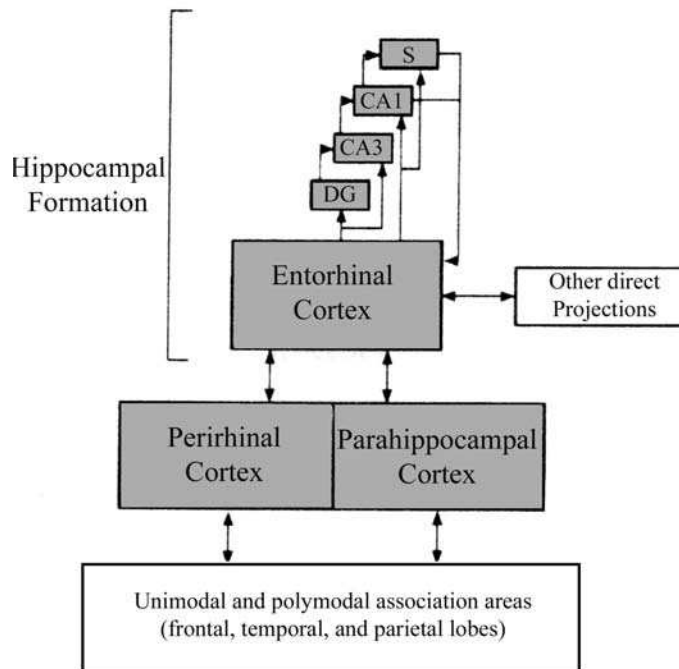 S
CA1
CA3
Hippocampal
Formation
DG
Entorhinal
Cortex
Other direct
Projections
Perirhinal
Cortex
Parahippocampal
Cortex
Unimodal and polymodal association areas
(frontal, temporal, and parietal lobes)